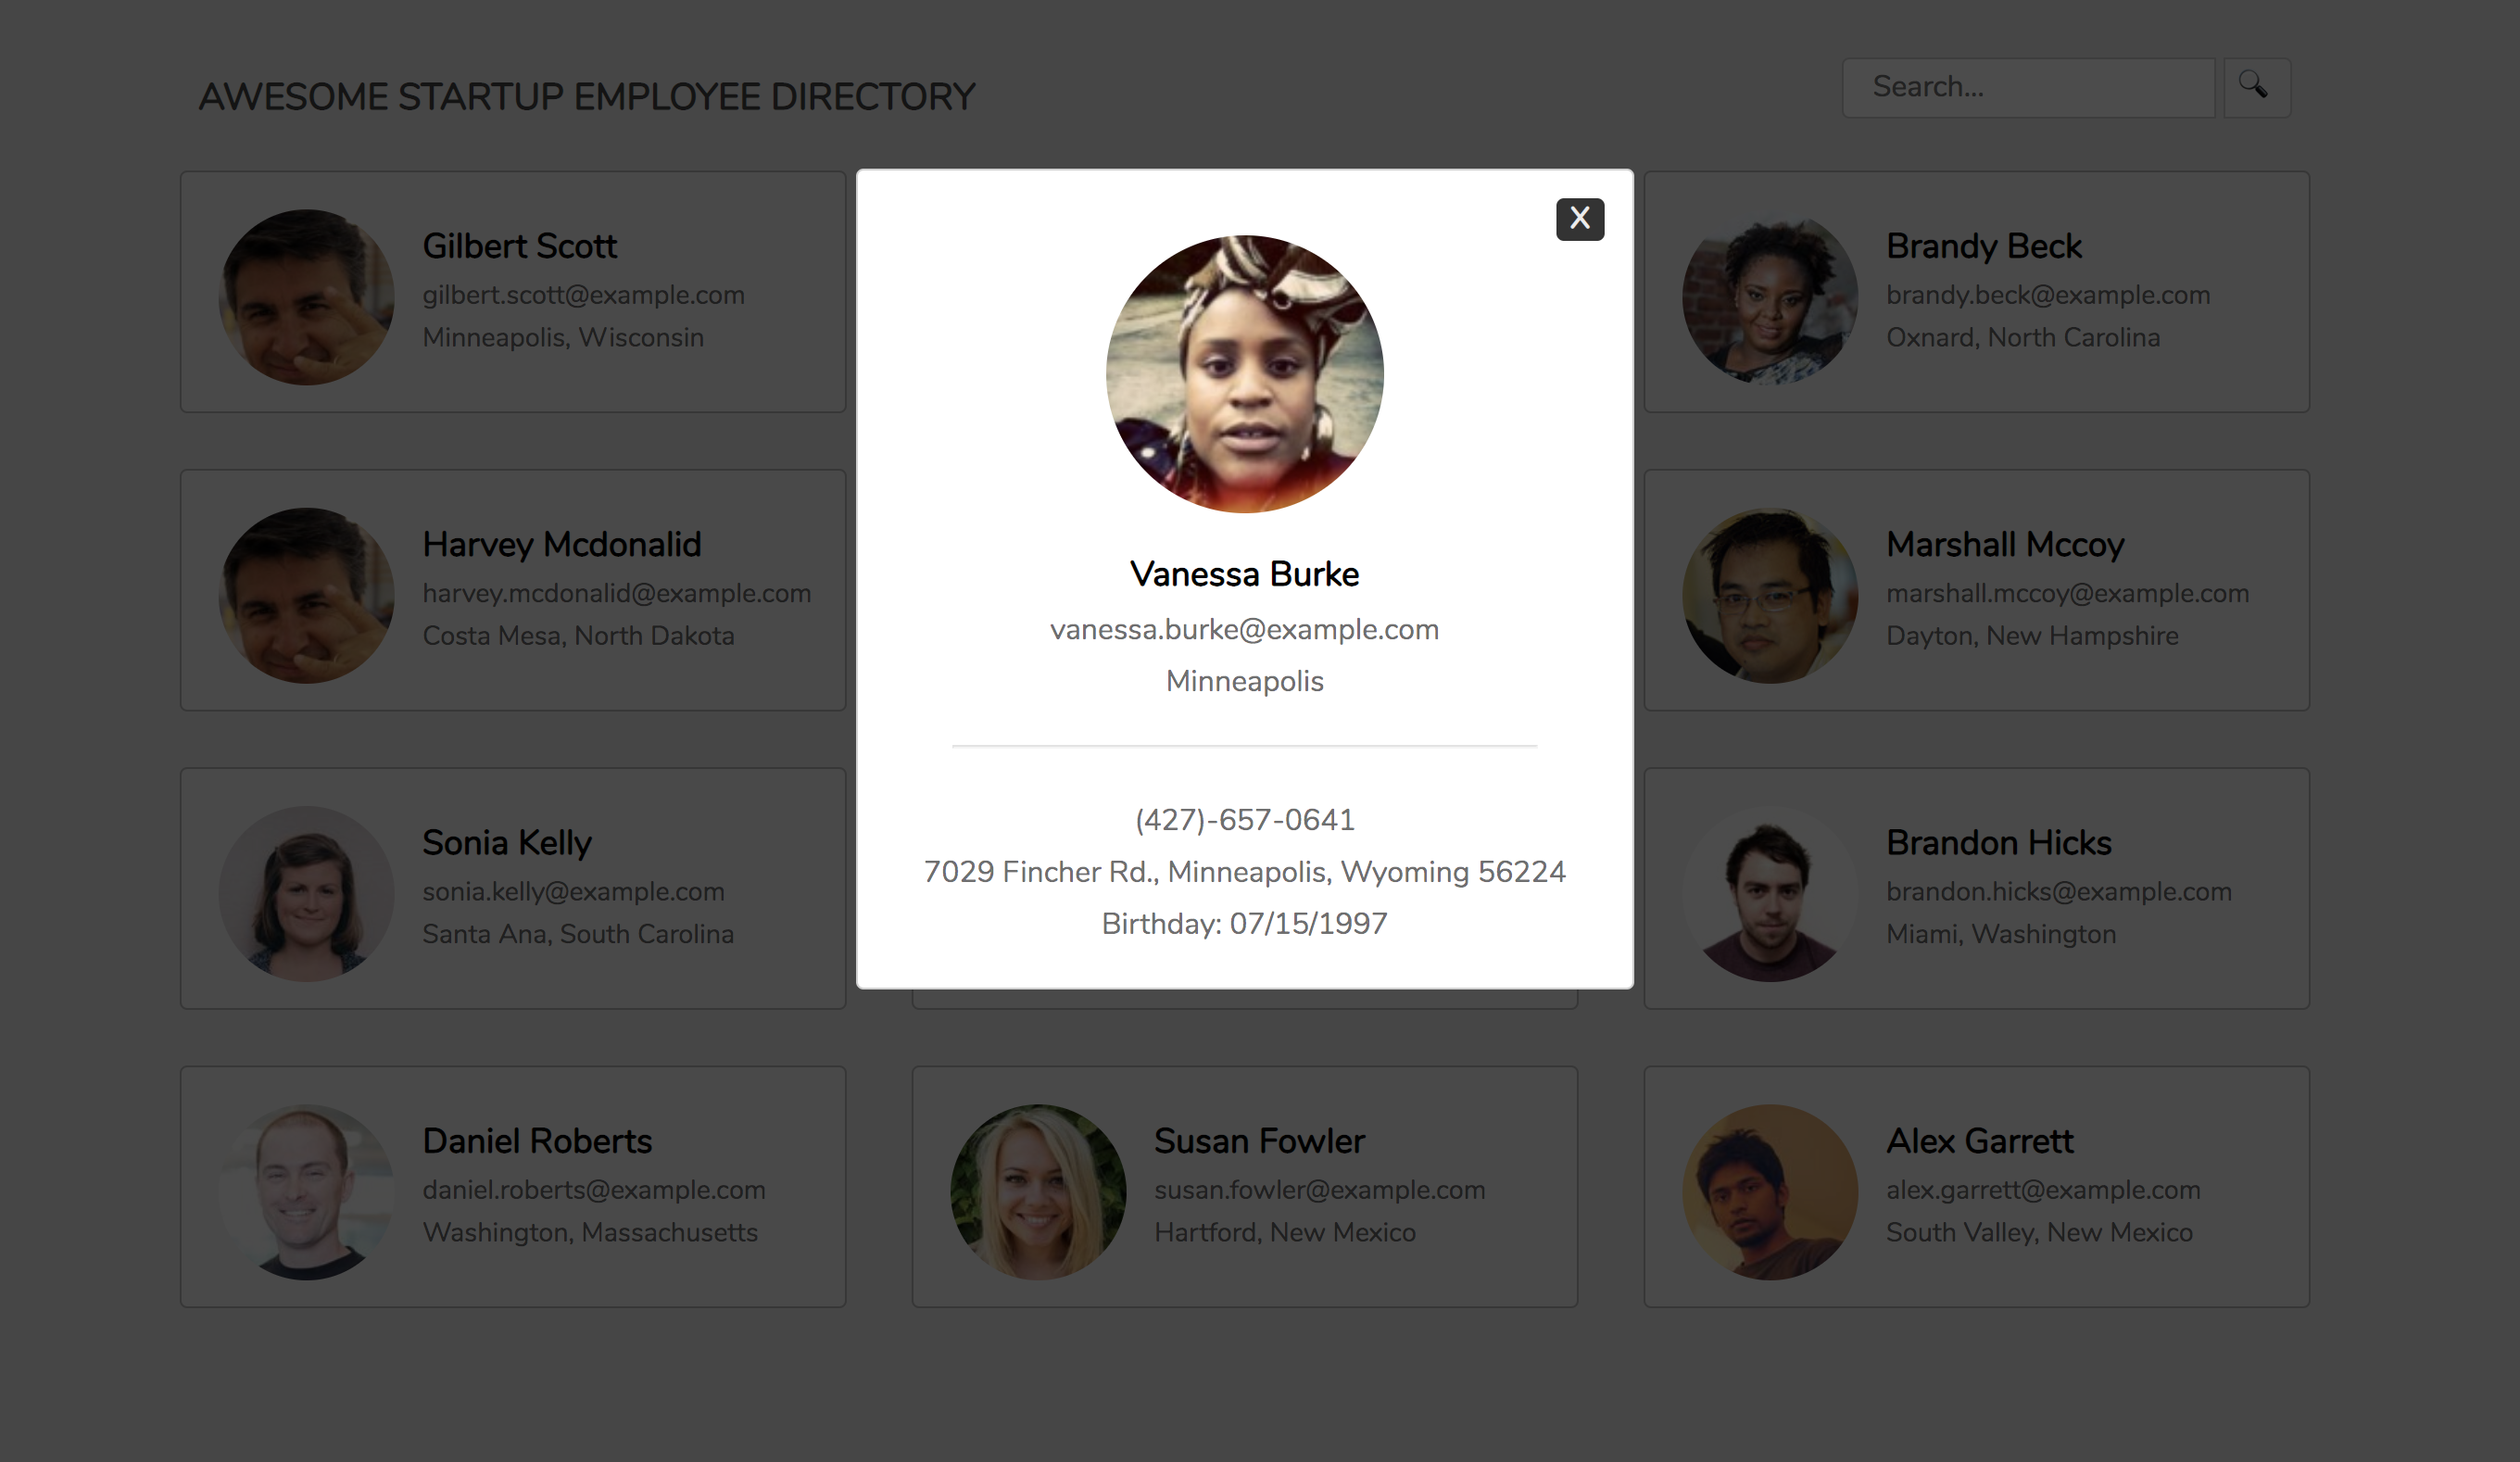 AWESOME STARTUP EMPLOYEE DIRECTORY
Search...
Gilbert Scott
gilbert.scott@example.com
Minneapolis, Wisconsin
X
Vanessa Burke
vanessa.burke@example.com
Minneapolis
(427)-657-0641
7029 Fincher Rd., Minneapolis, Wyoming 56224
Birthday: 07/15/1997
Brandy Beck
brandy.beck@example.com
Oxnard, North Carolina
Harvey Mcdonalid
harvey.mcdonalid@example.com
Costa Mesa, North Dakota
Marshall Mccoy
marshall.mccoy@example.com
Dayton, New Hampshire
Sonia Kelly
sonia.kelly@example.com
Santa Ana, South Carolina
Brandon Hicks
brandon.hicks@example.com
Miami, Washington
Daniel Roberts
daniel.roberts@example.com
Washington, Massachusetts
Susan Fowler
susan.fowler@example.com
Hartford, New Mexico
Alex Garrett
alex.garrett@example.com
South Valley, New Mexico